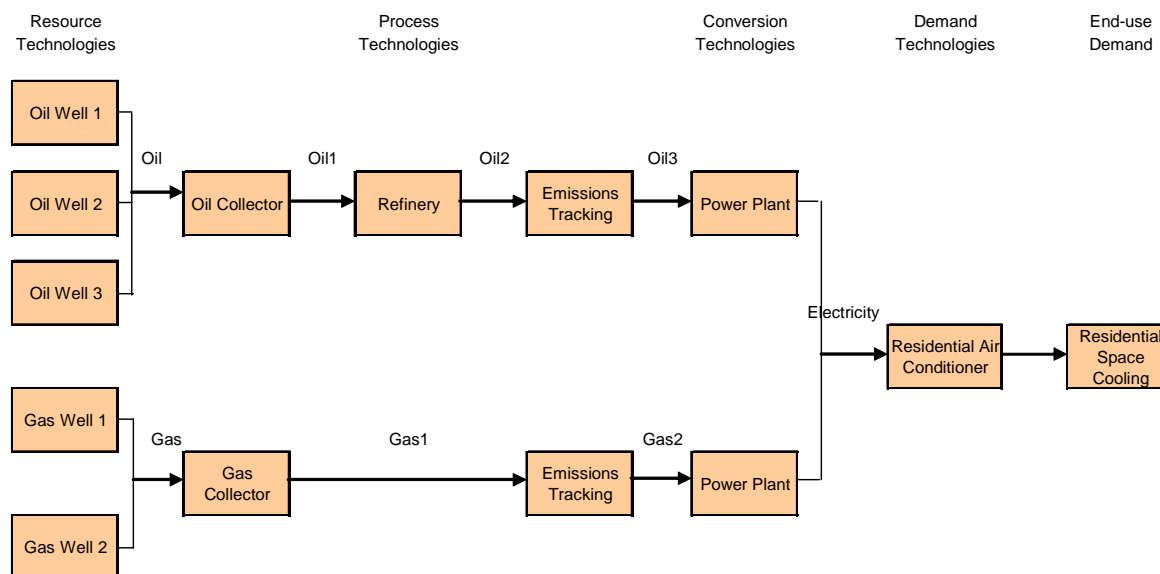 Resource
Technologies
Process
Technologies
Conversion
Technologies
Demand
Technologies
End-use
Demand
Oil Well 1
Oil Well 2
Oil Well 3
Oil
Oil Collector
Oil1
Refinery
Oil2
Emissions
Tracking
Oil3
Power Plant
Electricity
Residential Air
Conditioner
Residential
Space
Cooling
Gas Well 1
Gas Well 2
Gas
Gas
Collector
Gas1
Emissions
Tracking
Gas2
Power Plant